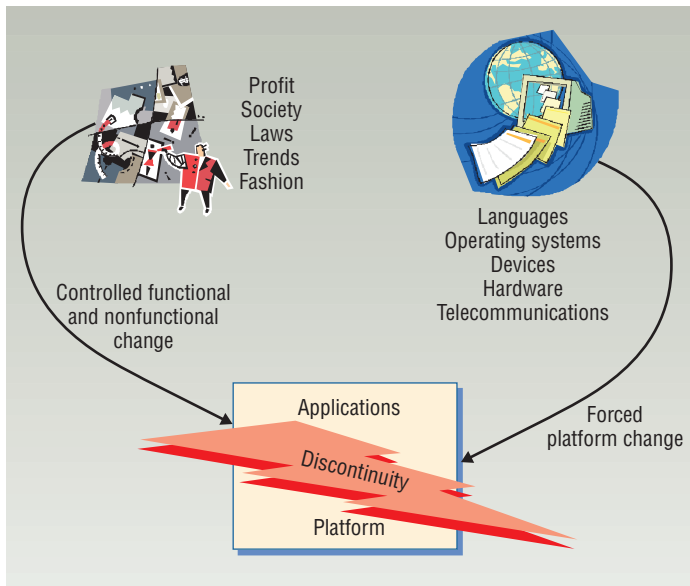 Profit
Society
Laws
Trends
Fashion
Languages
Operating systems
Devices
Hardware
Telecommunications
Controlled functional
and nonfunctional
change
Forced
platform change
Applications
Discontinuity
Platform